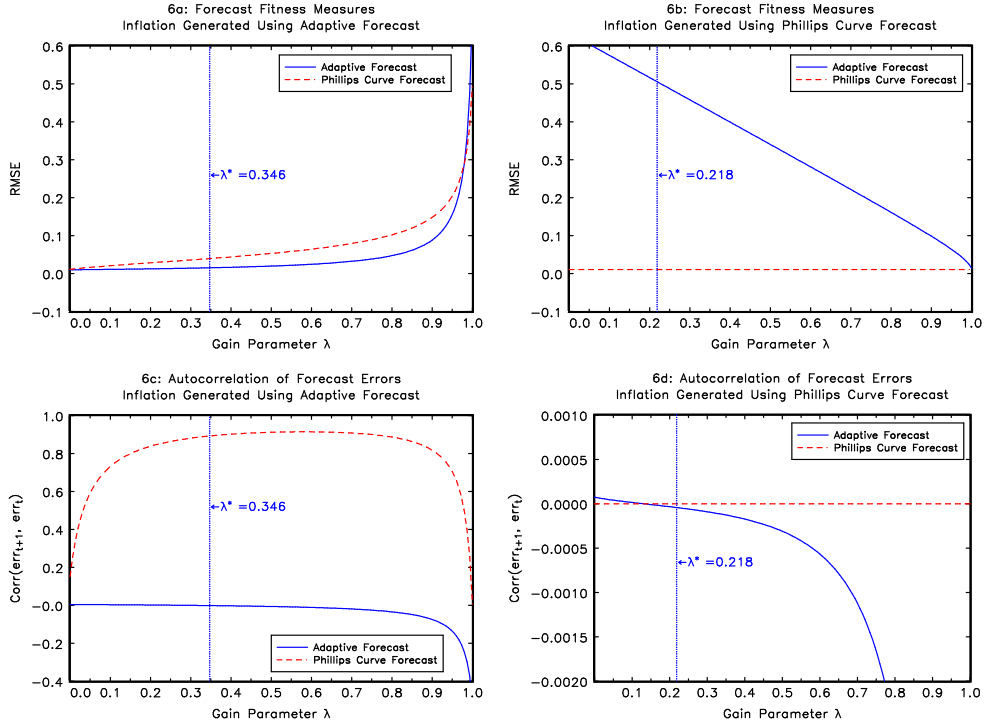 6a: Forecast Fitness Measures
Inflation Generated Using Adaptive Forecast
0.6
0.5
0.4
0.3
0.2
0.1
0.0
−0.1
RMSE
Adaptive Forecast
Phillips Curve Forecast
←λ* =0.346
0.0 0.1 0.2 0.3 0.4 0.5 0.6 0.7 0.8 0.9 1.0
Gain Parameter λ
6b: Forecast Fitness Measures
Inflation Generated Using Phillips Curve Forecast
0.6
0.5
0.4
0.3
0.2
0.1
0.0
−0.1
RMSE
Adaptive Forecast
Phillips Curve Forecast
←λ* =0.218
0.0 0.1 0.2 0.3 0.4 0.5 0.6 0.7 0.8 0.9 1.0
Gain Parameter λ
6c: Autocorrelation of Forecast Errors
Inflation Generated Using Adaptive Forecast
1.0
0.8
0.6
0.4
0.2
−0.0
−0.2
−0.4
Corr(err_{t+1}, err_t)
←λ* =0.346
Adaptive Forecast
Phillips Curve Forecast
0.0 0.1 0.2 0.3 0.4 0.5 0.6 0.7 0.8 0.9 1.0
Gain Parameter λ
6d: Autocorrelation of Forecast Errors
Inflation Generated Using Phillips Curve Forecast
0.0010
0.0005
0.0000
−0.0005
−0.0010
−0.0015
−0.0020
Corr(err_{t+1}, err_t)
Adaptive Forecast
Phillips Curve Forecast
←λ* =0.218
0.1 0.2 0.3 0.4 0.5 0.6 0.7 0.8 0.9 1.0
Gain Parameter λ